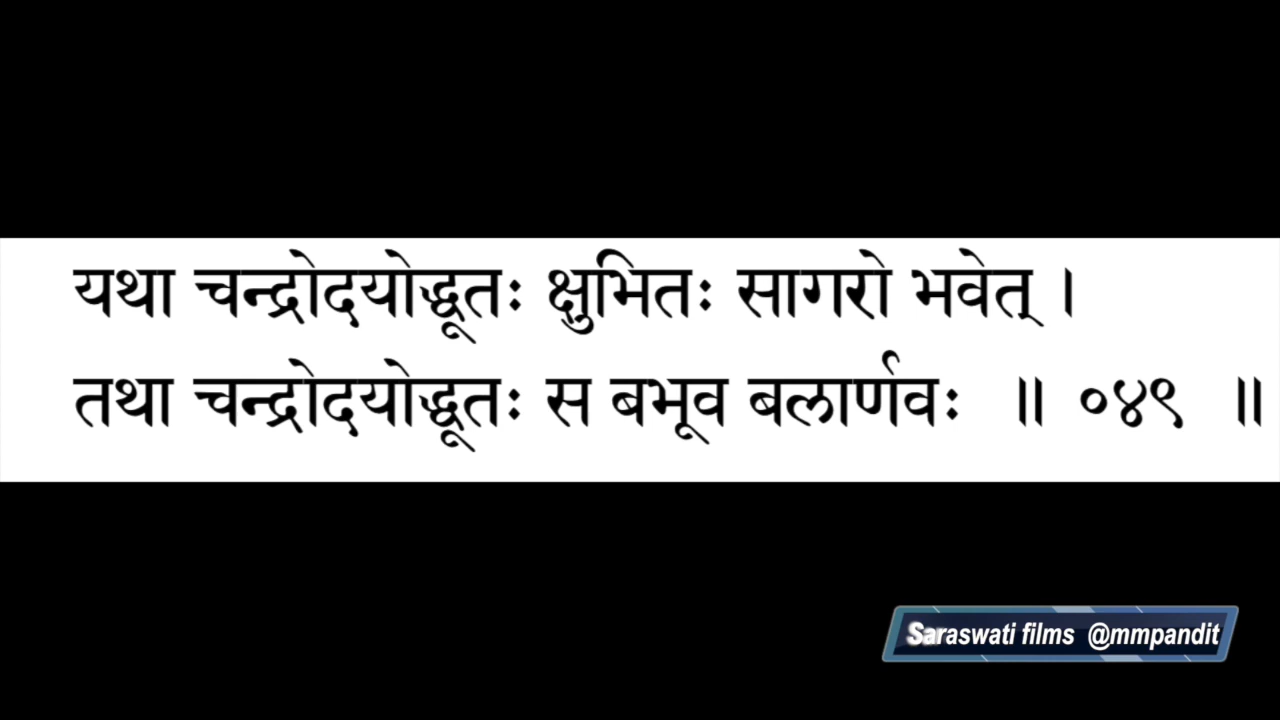 यथा चन्द्रोदयोद्धूतः क्षुभितः सागरो भवेत् ।
तथा चन्द्रोदयोद्धूतः स बभूव बलार्णवः ॥ ०४९ ॥
Saraswati films @mmpandit